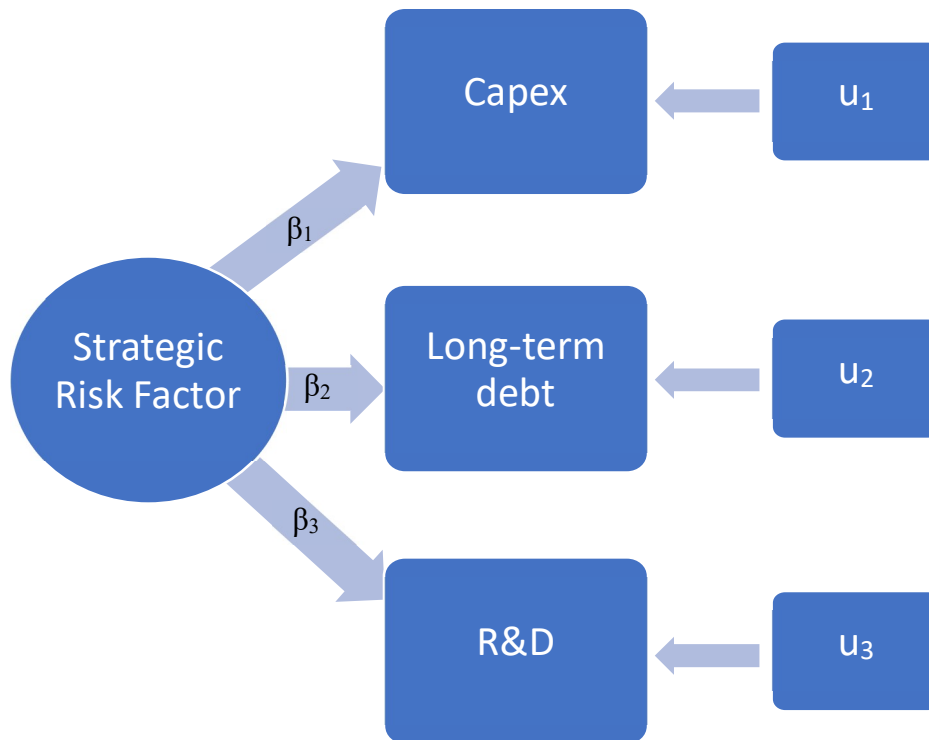 Capex
u₁
β₁
Strategic
Risk Factor
β₂
Long-term
debt
u₂
β₃
R&D
u₃